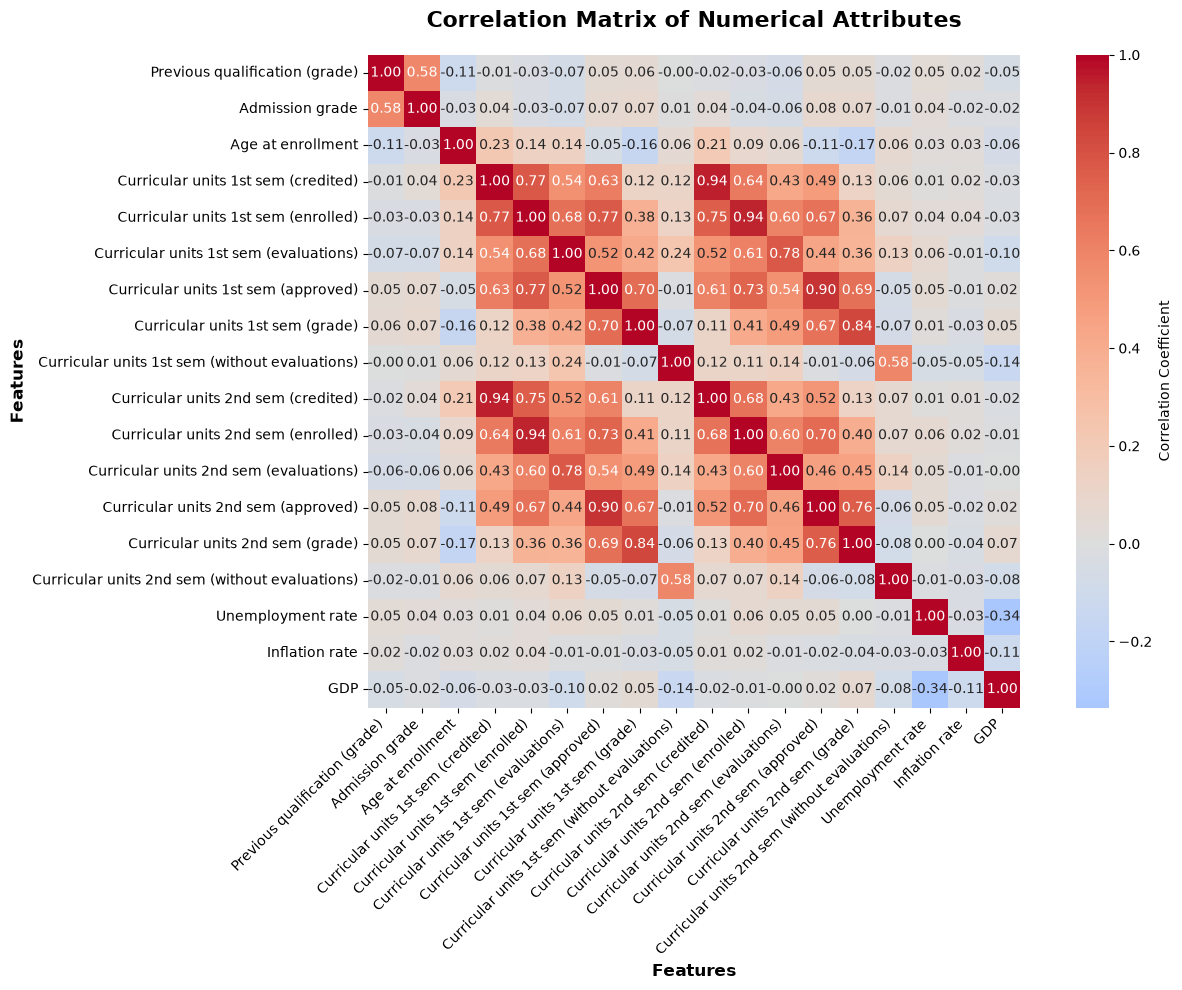 Correlation Matrix of Numerical Attributes
Features
Previous qualification (grade) 1.00 0.58 -0.11 -0.01 -0.03 -0.07 0.05 0.06 -0.00 -0.02 -0.03 -0.06 0.05 0.05 -0.02 0.05 0.02 -0.05
Admission grade 0.58 1.00 -0.03 0.04 -0.03 -0.07 0.07 0.07 0.01 0.04 -0.04 -0.06 0.08 0.07 -0.01 0.04 -0.02 -0.02
Age at enrollment -0.11 -0.03 1.00 0.23 0.14 0.14 -0.05 -0.16 0.06 0.21 0.09 0.06 -0.11 -0.17 0.06 0.03 0.03 -0.06
Curricular units 1st sem (credited) -0.01 0.04 0.23 1.00 0.77 0.54 0.63 0.12 0.12 0.94 0.64 0.43 0.49 0.13 0.06 0.01 0.02 -0.03
Curricular units 1st sem (enrolled) -0.03 -0.03 0.14 0.77 1.00 0.68 0.77 0.38 0.13 0.75 0.94 0.60 0.67 0.36 0.07 0.04 0.04 -0.03
Curricular units 1st sem (evaluations) -0.07 -0.07 0.14 0.54 0.68 1.00 0.52 0.42 0.24 0.52 0.61 0.78 0.44 0.36 0.13 0.06 -0.01 -0.10
Curricular units 1st sem (approved) 0.05 0.07 -0.05 0.63 0.77 0.52 1.00 0.70 -0.01 0.61 0.73 0.54 0.90 0.69 -0.05 0.05 -0.01 0.02
Curricular units 1st sem (grade) 0.06 0.07 -0.16 0.12 0.38 0.42 0.70 1.00 -0.07 0.11 0.41 0.49 0.67 0.84 -0.07 0.01 -0.03 0.05
Curricular units 1st sem (without evaluations) -0.00 0.01 0.06 0.12 0.13 0.24 -0.01 -0.07 1.00 0.12 0.11 0.14 -0.01 -0.06 0.58 -0.05 -0.05 -0.14
Curricular units 2nd sem (credited) -0.02 0.04 0.21 0.94 0.75 0.52 0.61 0.11 0.12 1.00 0.68 0.43 0.52 0.13 0.07 0.01 0.01 -0.02
Curricular units 2nd sem (enrolled) -0.03 -0.04 0.09 0.64 0.94 0.61 0.73 0.41 0.11 0.68 1.00 0.60 0.70 0.40 0.07 0.06 0.02 -0.01
Curricular units 2nd sem (evaluations) -0.06 -0.06 0.06 0.43 0.60 0.78 0.54 0.49 0.14 0.43 0.60 1.00 0.46 0.45 0.14 0.05 -0.01 -0.00
Curricular units 2nd sem (approved) 0.05 0.08 -0.11 0.49 0.67 0.44 0.90 0.67 -0.01 0.52 0.70 0.46 1.00 0.76 -0.06 0.05 -0.02 0.02
Curricular units 2nd sem (grade) 0.05 0.07 -0.17 0.13 0.36 0.36 0.69 0.84 -0.06 0.13 0.40 0.45 0.76 1.00 -0.08 0.00 -0.04 0.07
Curricular units 2nd sem (without evaluations) -0.02 -0.01 0.06 0.06 0.07 0.13 -0.05 -0.07 0.58 0.07 0.07 0.14 -0.06 -0.08 1.00 -0.01 -0.03 -0.08
Unemployment rate 0.05 0.04 0.03 0.01 0.04 0.06 0.05 0.01 -0.05 0.01 0.06 0.05 0.05 0.00 -0.01 1.00 -0.03 -0.34
Inflation rate 0.02 -0.02 0.03 0.02 0.04 -0.01 -0.01 -0.03 -0.05 0.01 0.02 -0.01 -0.02 -0.04 -0.03 -0.03 1.00 -0.11
GDP -0.05 -0.02 -0.06 -0.03 -0.03 -0.10 0.02 0.05 -0.14 -0.02 -0.01 -0.00 0.02 0.07 -0.08 -0.34 -0.11 1.00
Previous qualification (grade)
Admission grade
Age at enrollment
Curricular units 1st sem (credited)
Curricular units 1st sem (enrolled)
Curricular units 1st sem (evaluations)
Curricular units 1st sem (approved)
Curricular units 1st sem (grade)
Curricular units 1st sem (without evaluations)
Curricular units 2nd sem (credited)
Curricular units 2nd sem (enrolled)
Curricular units 2nd sem (evaluations)
Curricular units 2nd sem (approved)
Curricular units 2nd sem (grade)
Curricular units 2nd sem (without evaluations)
Unemployment rate
Inflation rate
GDP
Features
1.0
0.8
0.6
0.4
0.2
0.0
−0.2
Correlation Coefficient